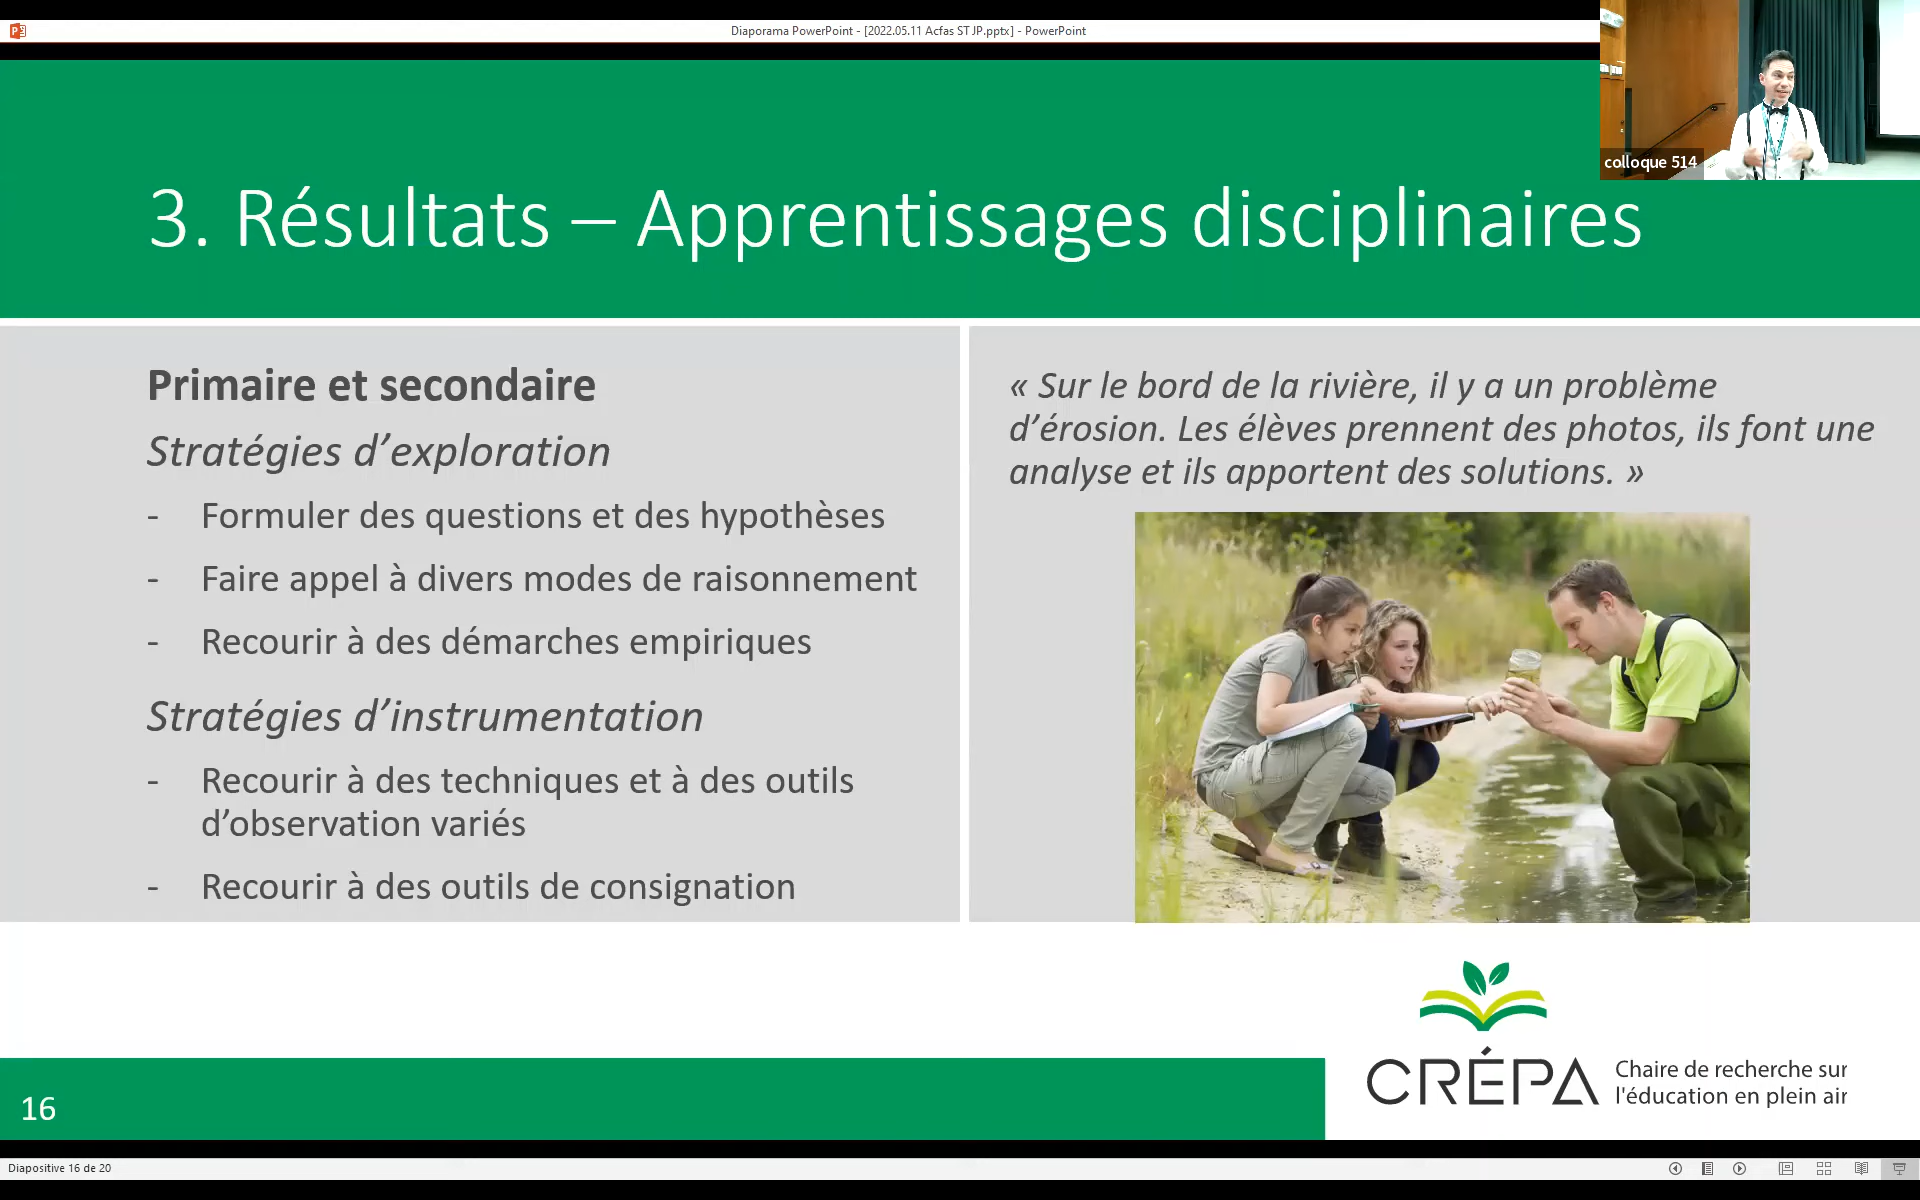 Diaporama PowerPoint - [2022.05.11 Acfas ST JP.pptx] - PowerPoint
colloque 514
3. Résultats – Apprentissages disciplinaires
Primaire et secondaire
Stratégies d’exploration
- Formuler des questions et des hypothèses
- Faire appel à divers modes de raisonnement
- Recourir à des démarches empiriques
Stratégies d’instrumentation
- Recourir à des techniques et à des outils
d’observation variés
- Recourir à des outils de consignation
« Sur le bord de la rivière, il y a un problème
d’érosion. Les élèves prennent des photos, ils font une
analyse et ils apportent des solutions. »
CRÉPA
Chaire de recherche sur
l'éducation en plein air
16
Diapositive 16 de 20